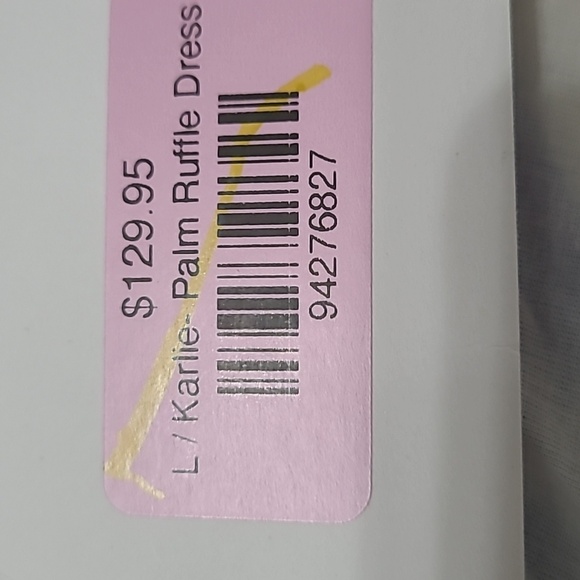 $129.95
L / Karlie- Palm Ruffle Dress
94276827